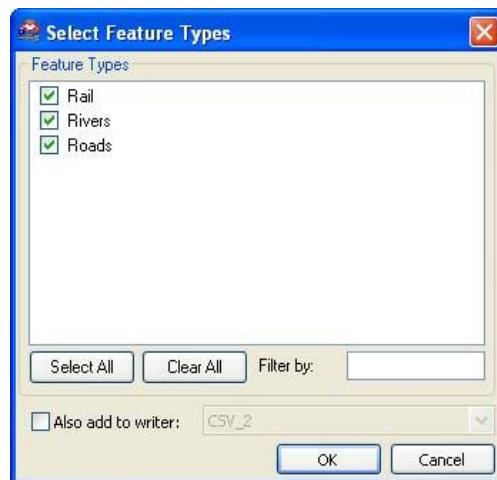 Select Feature Types
Feature Types
Rail
Rivers
Roads
Select All Clear All Filter by:
Also add to writer: CSV_2
OK Cancel